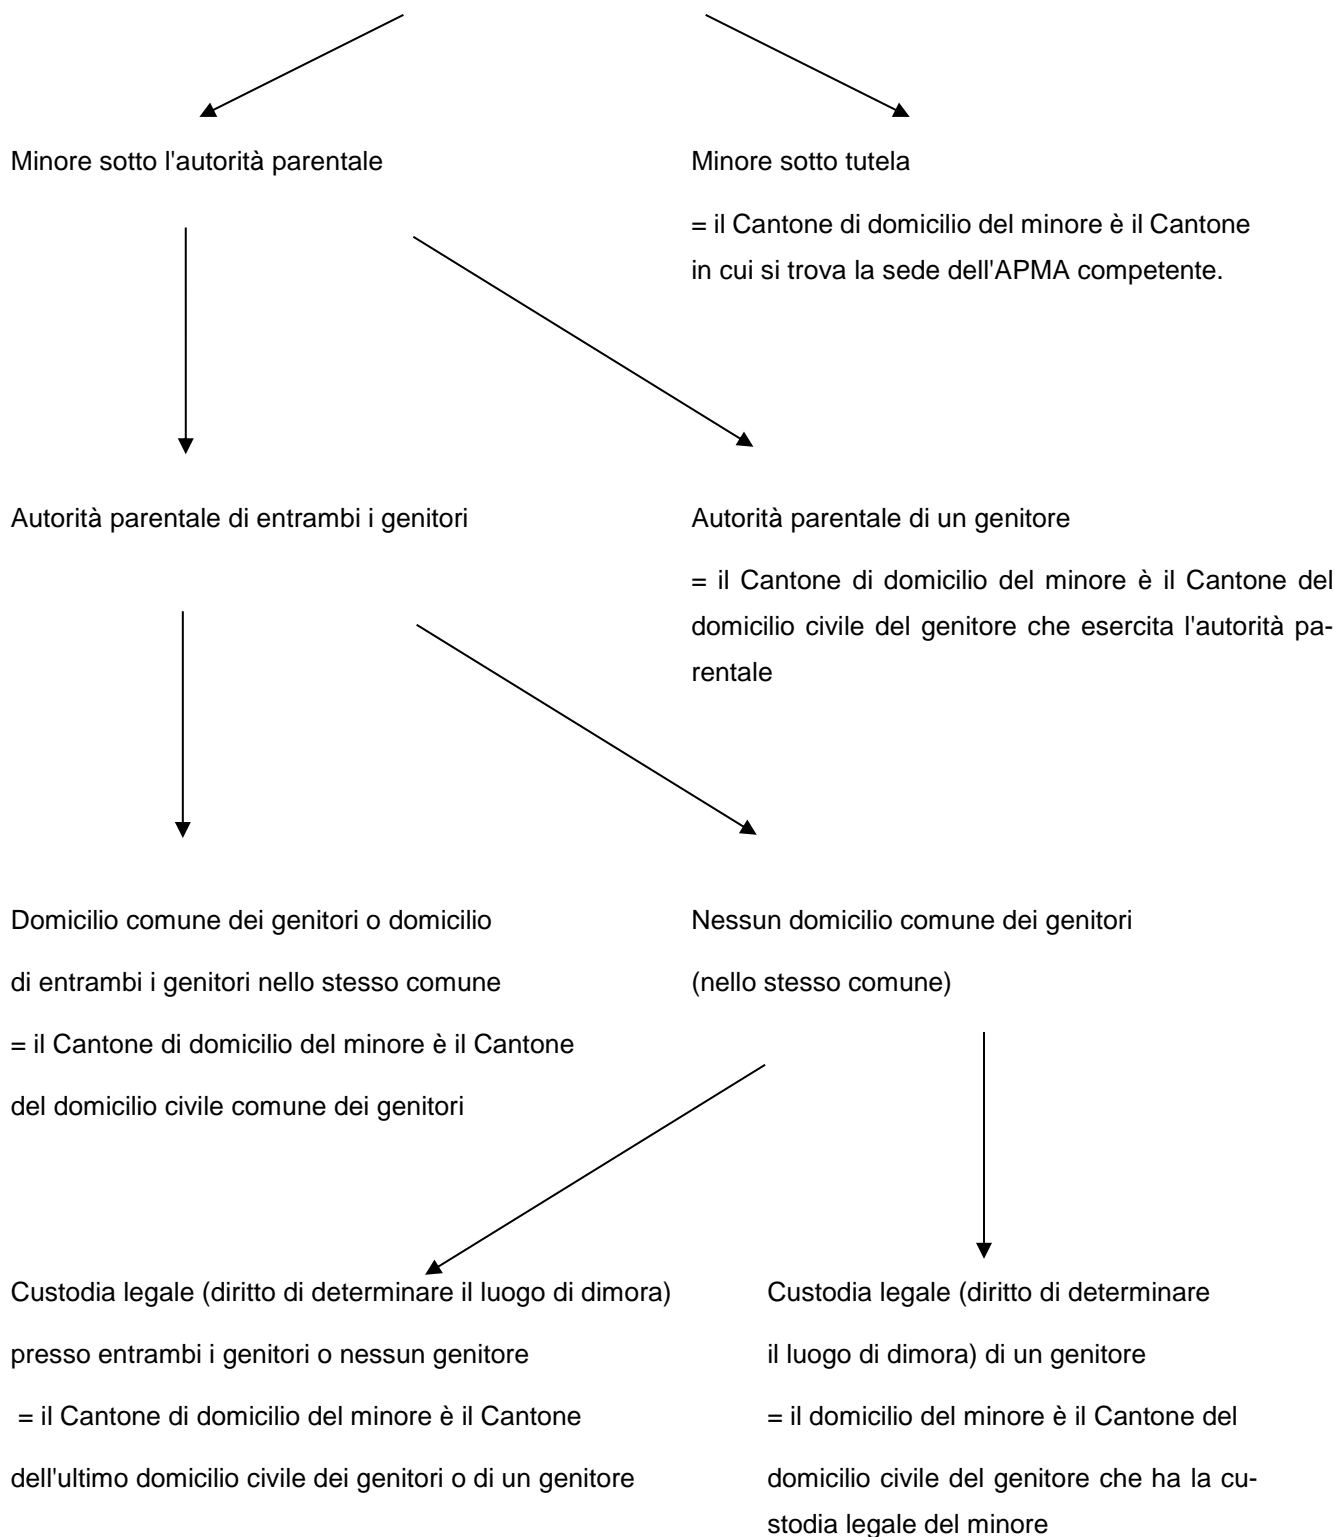 Minore sotto l'autorità parentale
Minore sotto tutela
= il Cantone di domicilio del minore è il Cantone
in cui si trova la sede dell'APMA competente.
Autorità parentale di entrambi i genitori
Autorità parentale di un genitore
= il Cantone di domicilio del minore è il Cantone del
domicilio civile del genitore che esercita l'autorità pa-
rentale
Domicilio comune dei genitori o domicilio
di entrambi i genitori nello stesso comune
= il Cantone di domicilio del minore è il Cantone
del domicilio civile comune dei genitori
Nessun domicilio comune dei genitori
(nello stesso comune)
Custodia legale (diritto di determinare il luogo di dimora)
presso entrambi i genitori o nessun genitore
= il Cantone di domicilio del minore è il Cantone
dell'ultimo domicilio civile dei genitori o di un genitore
Custodia legale (diritto di determinare
il luogo di dimora) di un genitore
= il domicilio del minore è il Cantone del
domicilio civile del genitore che ha la cu-
stodia legale del minore